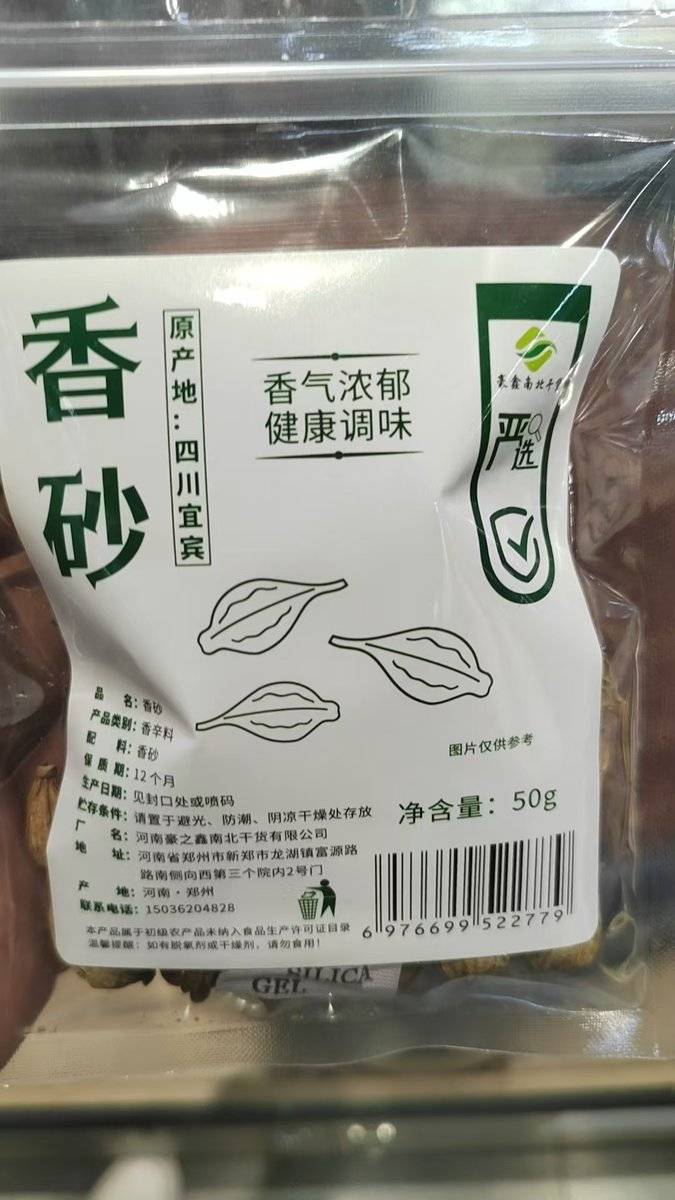 香砂
原产地：四川宜宾
香气浓郁
健康调味
豪鑫南北干货
严选
图片仅供参考
净含量：50g
品 名：香砂
产品类别：香辛料
配 料：香砂
保 质 期：12个月
生产日期：见封口处或喷码
贮存条件：请置于避光、防潮、阴凉干燥处存放
厂 名：河南豪之鑫南北干货有限公司
地 址：河南省郑州市新郑市龙湖镇富源路
路南侧向西第三个院内2号门
产 地：河南·郑州
联系电话：15036204828
本产品属于初级农产品未纳入食品生产许可证目录
温馨提醒：如有脱氧剂或干燥剂，请勿食用！
6 976699 522779
SILICA
GEL